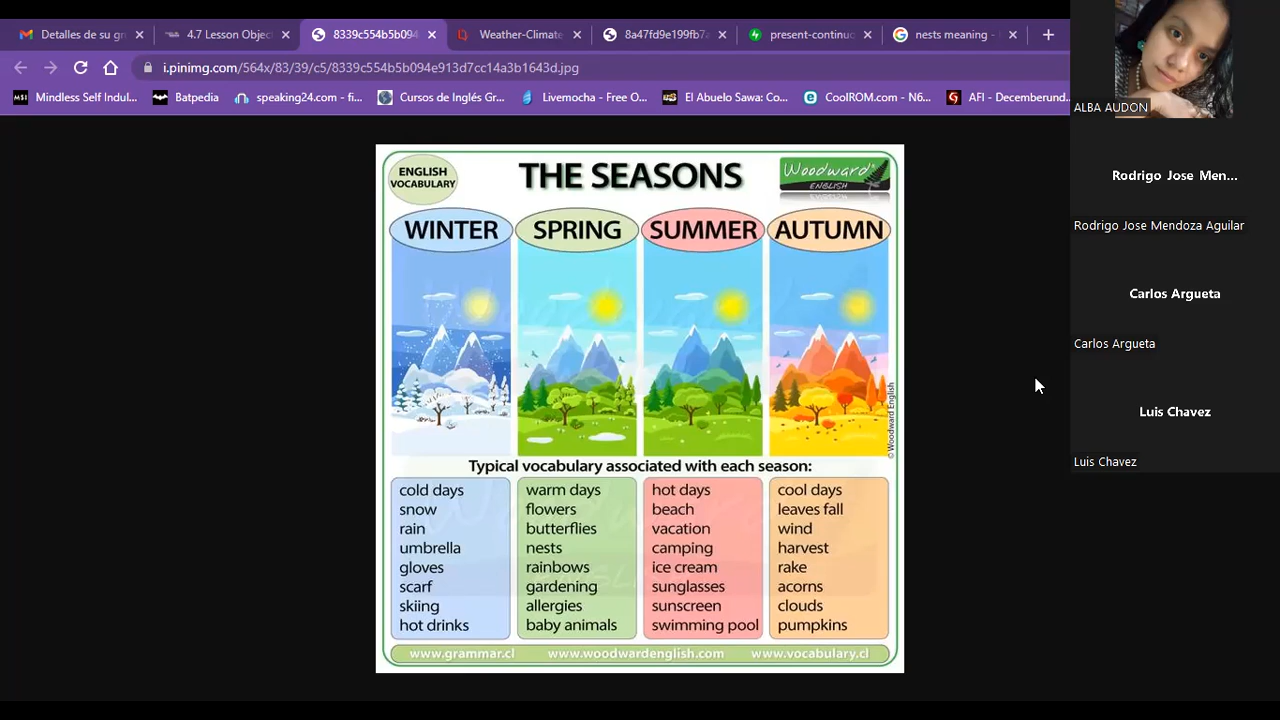 Detalles de su gn
4.7 Lesson Objec
8339c554b5b094
Weather-Climate
8a47fd9e199fb7
present-continuo
nests meaning -
i.pinimg.com/564x/83/39/c5/8339c554b5b094e913d7cc14a3b1643d.jpg
Mindless Self Indul...
Batpedia
speaking24.com - fi...
Cursos de Inglés Gr...
Livemocha - Free O...
El Abuelo Sawa: Co...
CoolROM.com - N6...
AFI - Decemberund...
ENGLISH
VOCABULARY
THE SEASONS
Woodward
ENGLISH
WINTER
SPRING
SUMMER
AUTUMN
© Woodward English
Typical vocabulary associated with each season:
cold days
snow
rain
umbrella
gloves
scarf
skiing
hot drinks
warm days
flowers
butterflies
nests
rainbows
gardening
allergies
baby animals
hot days
beach
vacation
camping
ice cream
sunglasses
sunscreen
swimming pool
cool days
leaves fall
wind
harvest
rake
acorns
clouds
pumpkins
www.grammar.cl www.woodwardenglish.com www.vocabulary.cl
ALBA AUDON
Rodrigo Jose Men...
Rodrigo Jose Mendoza Aguilar
Carlos Argueta
Carlos Argueta
Luis Chavez
Luis Chavez